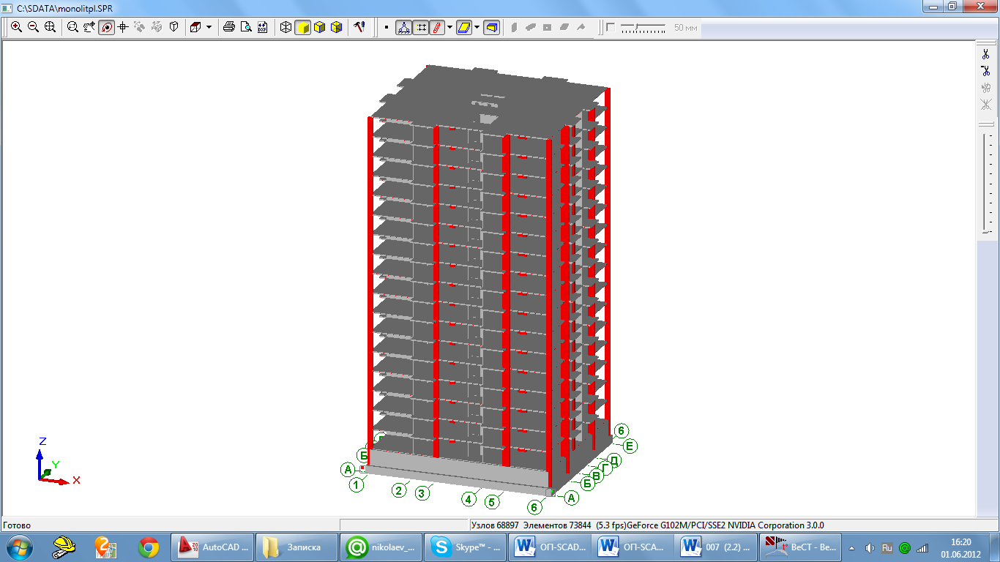 C:\SDATA\monolitpl.SPR
50 мм
Z
Y
X
Б
А
1
2
3
4
5
6
А
Б
В
Г
Д
Е
6
Готово
Узлов 68897 Элементов 73844 (5.3 fps)GeForce G102M/PCI/SSE2 NVIDIA Corporation 3.0.0
AutoCAD ...
Записка
nikolaev_...
Skype™ - ...
ОП-SCAD...
ОП-SCA...
007 (2.2) ...
ВеСТ - Ве...
Ru
16:20
01.06.2012